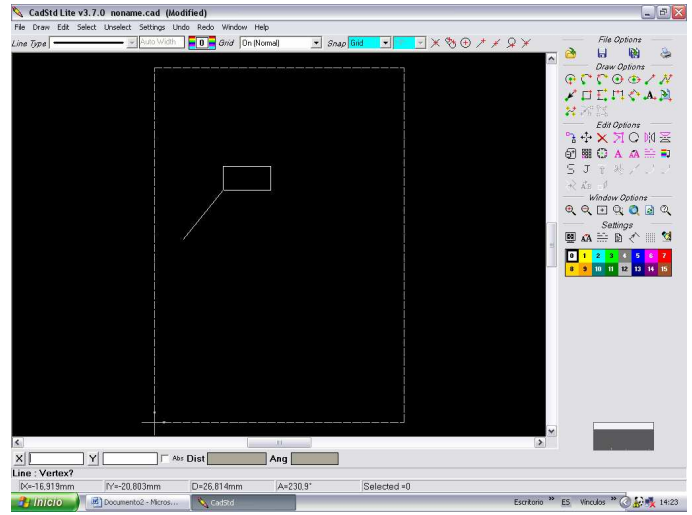 CadStd Lite v3.7.0 noname.cad (Modified)
File Draw Edit Select Unselect Settings Undo Redo Window Help
Line Type Auto Width 0 Grid On (Normal) Snap Grid
File Options
Draw Options
Edit Options
Window Options
Settings
0 1 2 3 4 5 6 7
8 9 10 11 12 13 14 15
X Y Abs Dist Ang
Line : Vertex?
IX=-16,919mm IY=-20,803mm D=26,814mm A=230,9° Selected =0
Inicio Documento2 - Micros... CadStd Escritorio » ES Vínculos » 14:23